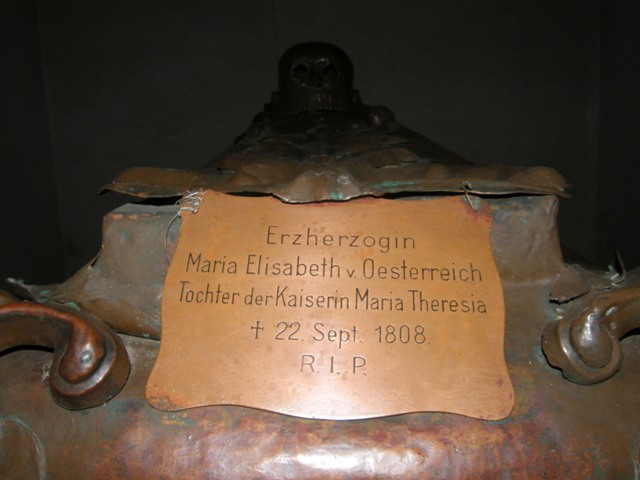 Erzherzogin
Maria Elisabeth v. Oesterreich
Tochter der Kaiserin Maria Theresia
† 22. Sept. 1808.
R.I.P.